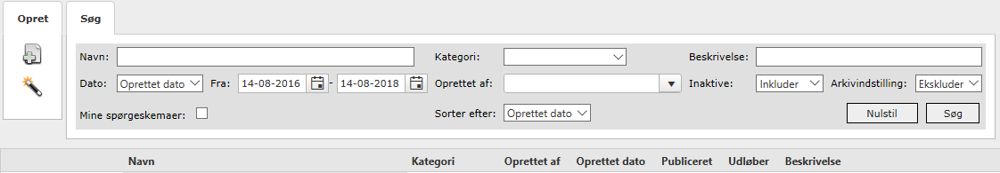 Opret Søg
Navn: Kategori: Beskrivelse:
Dato: Oprettet dato Fra: 14-08-2016 - 14-08-2018 Oprettet af: Inaktive: Inkluder Arkivindstilling: Ekskluder
Mine spørgeskemaer: Sorter efter: Oprettet dato Nulstil Søg
Navn Kategori Oprettet af Oprettet dato Publiceret Udløber Beskrivelse